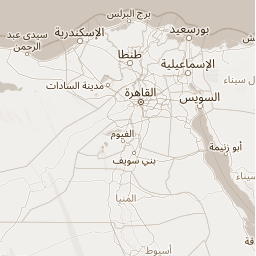 برج البرلس
بورسعيد
الإسكندرية
سيدي عبد
الرحمن
طنطا
الإسماعيلية
مدينة السادات
القاهرة
السويس
الفيوم
أبو زنيمة
بني سويف
المنيا
أسيوط